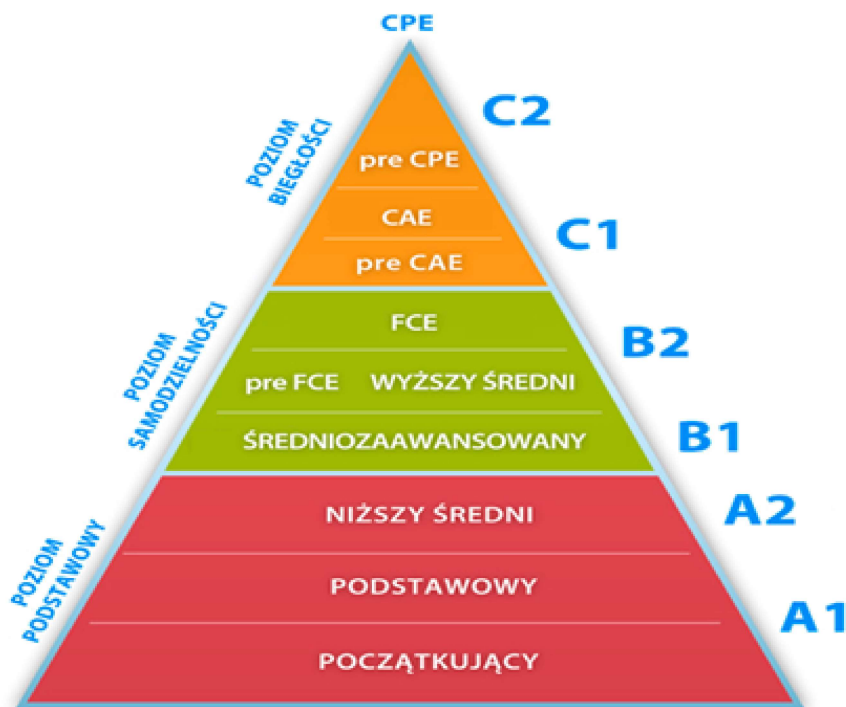 CPE
C2
POZIOM
BIEGŁOŚCI
pre CPE
CAE
C1
pre CAE
POZIOM
SAMODZIELNOŚCI
FCE
B2
pre FCE WYŻSZY ŚREDNI
ŚREDNIOZAAWANSOWANY
B1
A2
NIŻSZY ŚREDNI
POZIOM
PODSTAWOWY
PODSTAWOWY
A1
POCZĄTKUJĄCY